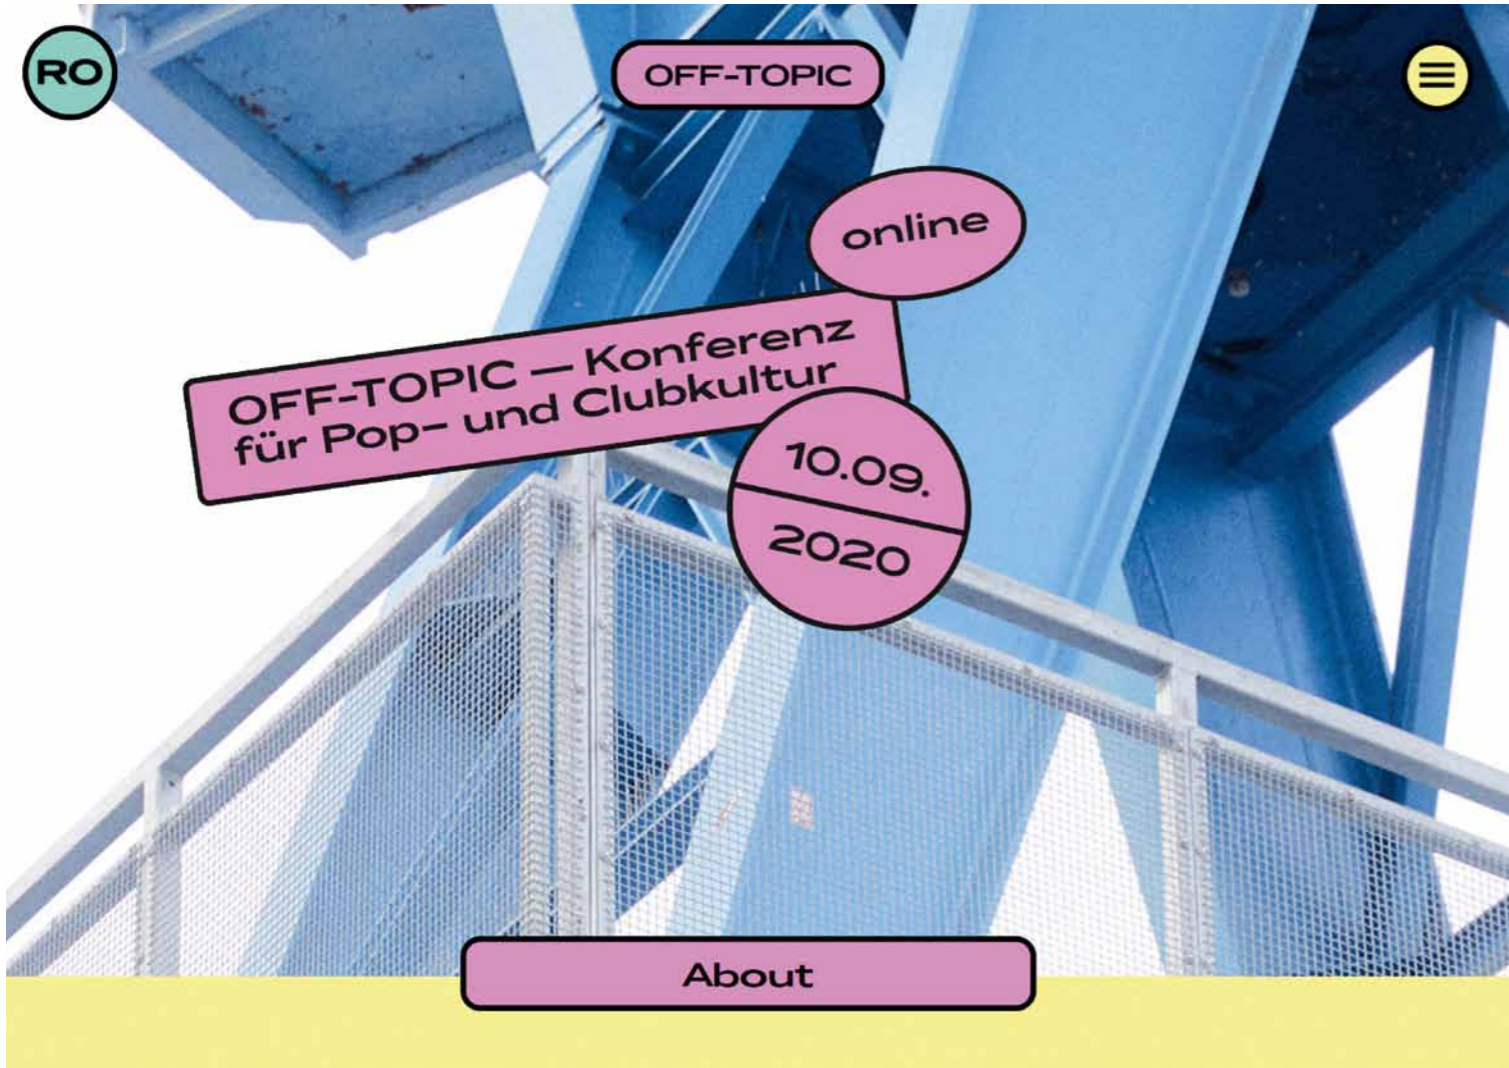 RO
OFF-TOPIC
online
OFF-TOPIC — Konferenz
für Pop- und Clubkultur
10.09.
2020
About